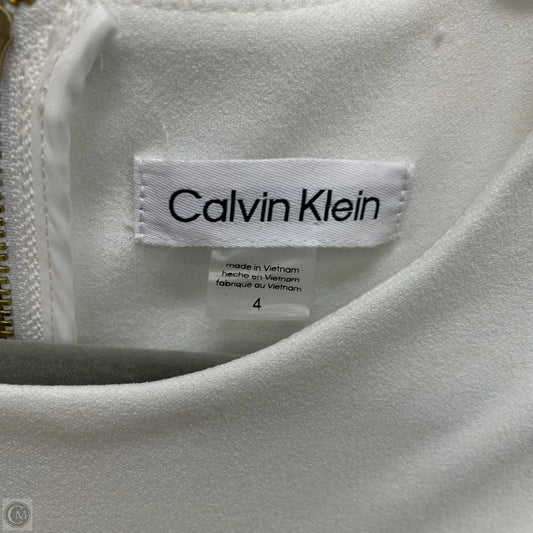 Calvin Klein
made in Vietnam
hecho en Vietnam
fabriqué au Vietnam
4